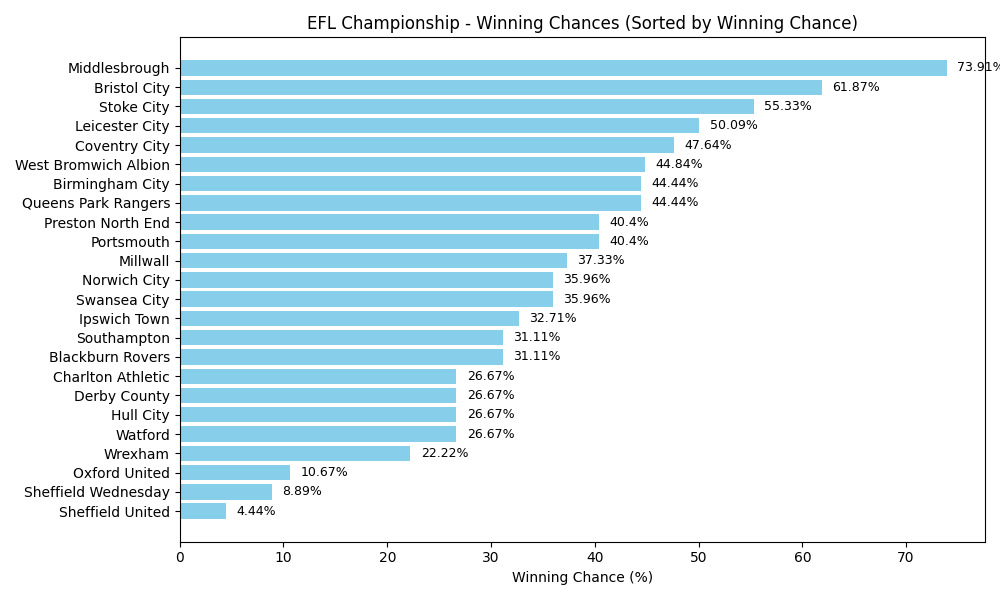 EFL Championship - Winning Chances (Sorted by Winning Chance)
Middlesbrough 73.91%
Bristol City 61.87%
Stoke City 55.33%
Leicester City 50.09%
Coventry City 47.64%
West Bromwich Albion 44.84%
Birmingham City 44.44%
Queens Park Rangers 44.44%
Preston North End 40.4%
Portsmouth 40.4%
Millwall 37.33%
Norwich City 35.96%
Swansea City 35.96%
Ipswich Town 32.71%
Southampton 31.11%
Blackburn Rovers 31.11%
Charlton Athletic 26.67%
Derby County 26.67%
Hull City 26.67%
Watford 26.67%
Wrexham 22.22%
Oxford United 10.67%
Sheffield Wednesday 8.89%
Sheffield United 4.44%
0 10 20 30 40 50 60 70
Winning Chance (%)